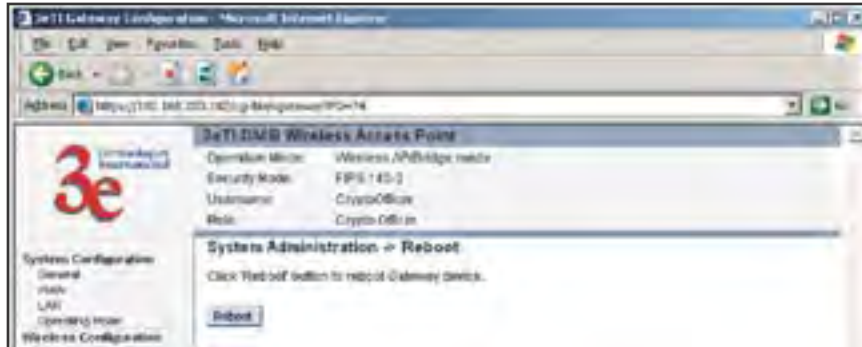 3eTI Gateway Configuration - Microsoft Internet Explorer
File Edit View Favorites Tools Help
Back
Address
3e Technologies International
3eTI DMB Wireless Access Point
Operation Mode: Wireless AP/Bridge mode
Security Mode: FIPS 140-2
Username: CryptoOfficer
Role: Crypto Officer
System Administration -> Reboot
Click 'Reboot' button to reboot Gateway device.
Reboot
System Configuration
General
WAN
LAN
Operating Mode
Wireless Configuration